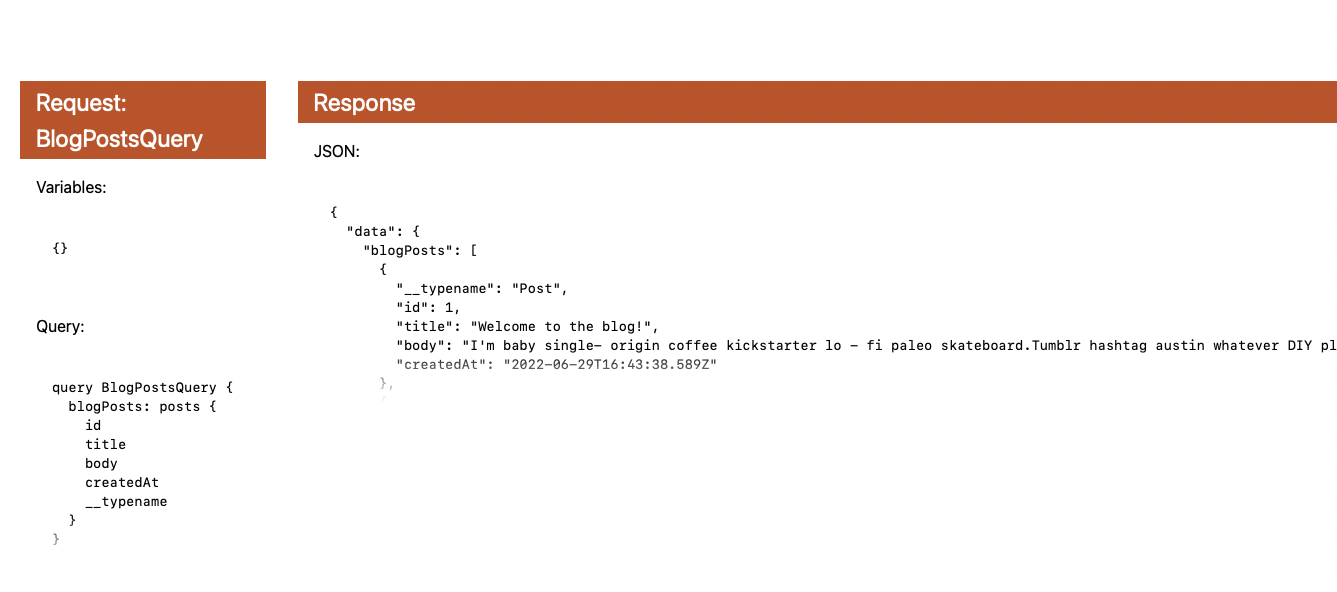 Request:
BlogPostsQuery
Variables:
{}
Query:
query BlogPostsQuery {
  blogPosts: posts {
    id
    title
    body
    createdAt
    __typename
  }
}
Response
JSON:
{
  "data": {
    "blogPosts": [
      {
        "__typename": "Post",
        "id": 1,
        "title": "Welcome to the blog!",
        "body": "I'm baby single- origin coffee kickstarter lo - fi paleo skateboard.Tumblr hashtag austin whatever DIY pl
        "createdAt": "2022-06-29T16:43:38.589Z"
      },
      {